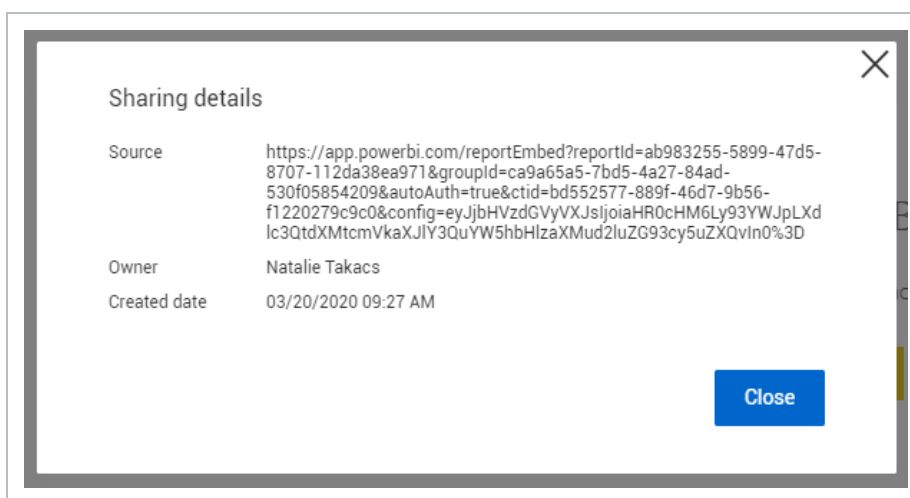 Sharing details
Source
https://app.powerbi.com/reportEmbed?reportId=ab983255-5899-47d5-
8707-112da38ea971&groupId=ca9a65a5-7bd5-4a27-84ad-
530f05854209&autoAuth=true&ctid=bd552577-889f-46d7-9b56-
f1220279c9c0&config=eyJjbHVzdGVyVXJsIjoiaHR0cHM6Ly93YWJpLXd
lc3QtdXMtcmVkaXJlY3QuYW5hbHlzaXMud2luZG93cy5uZXQvIn0%3D
Owner Natalie Takacs
Created date 03/20/2020 09:27 AM
Close